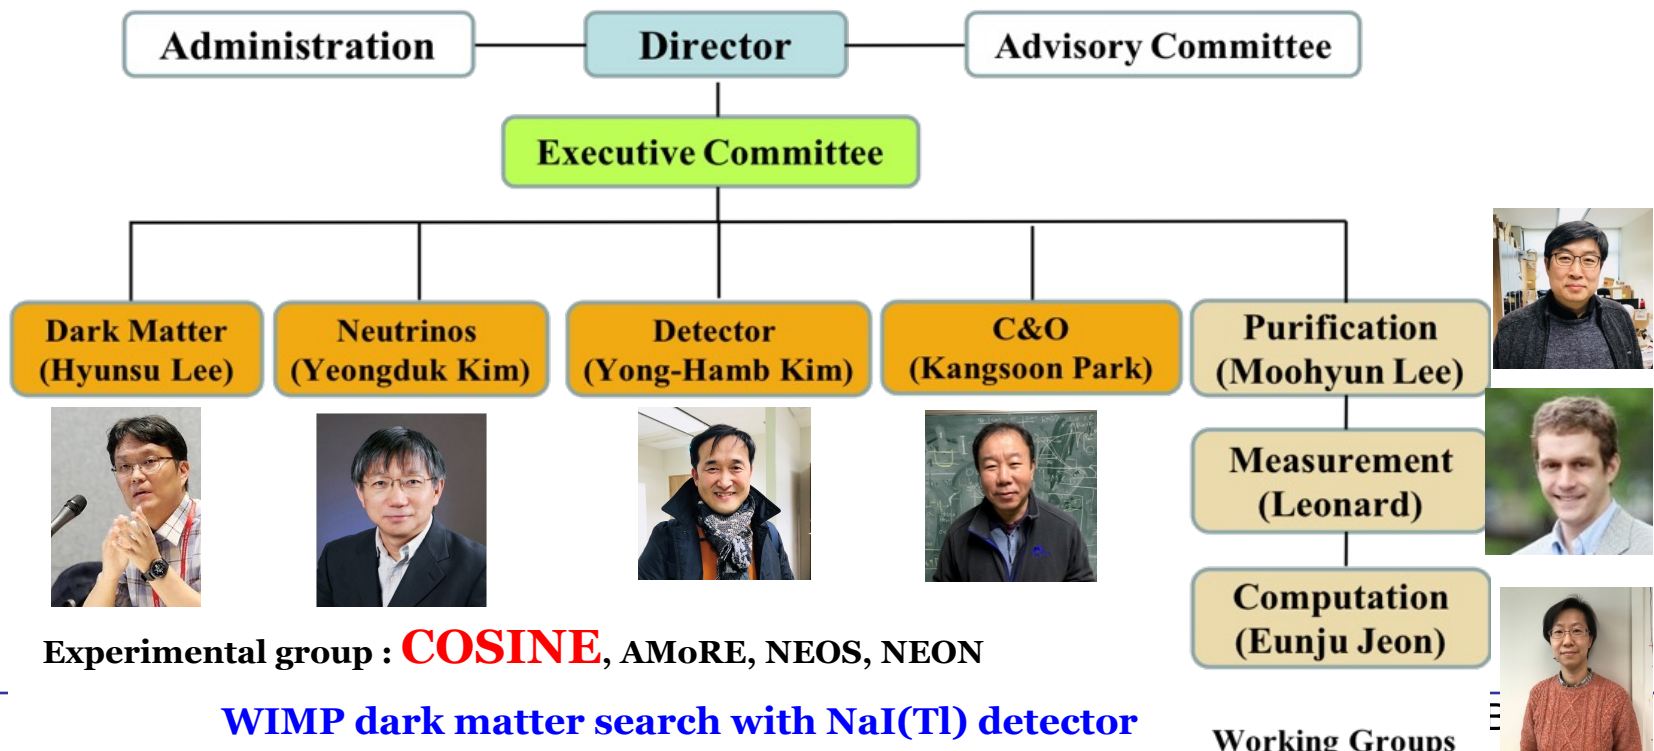 Administration
Director
Advisory Committee
Executive Committee
Dark Matter
(Hyunsu Lee)
Neutrinos
(Yeongduk Kim)
Detector
(Yong-Hamb Kim)
C&O
(Kangsoon Park)
Purification
(Moohyun Lee)
Measurement
(Leonard)
Computation
(Eunju Jeon)
Experimental group : COSINE, AMoRE, NEOS, NEON
WIMP dark matter search with NaI(Tl) detector
Working Groups